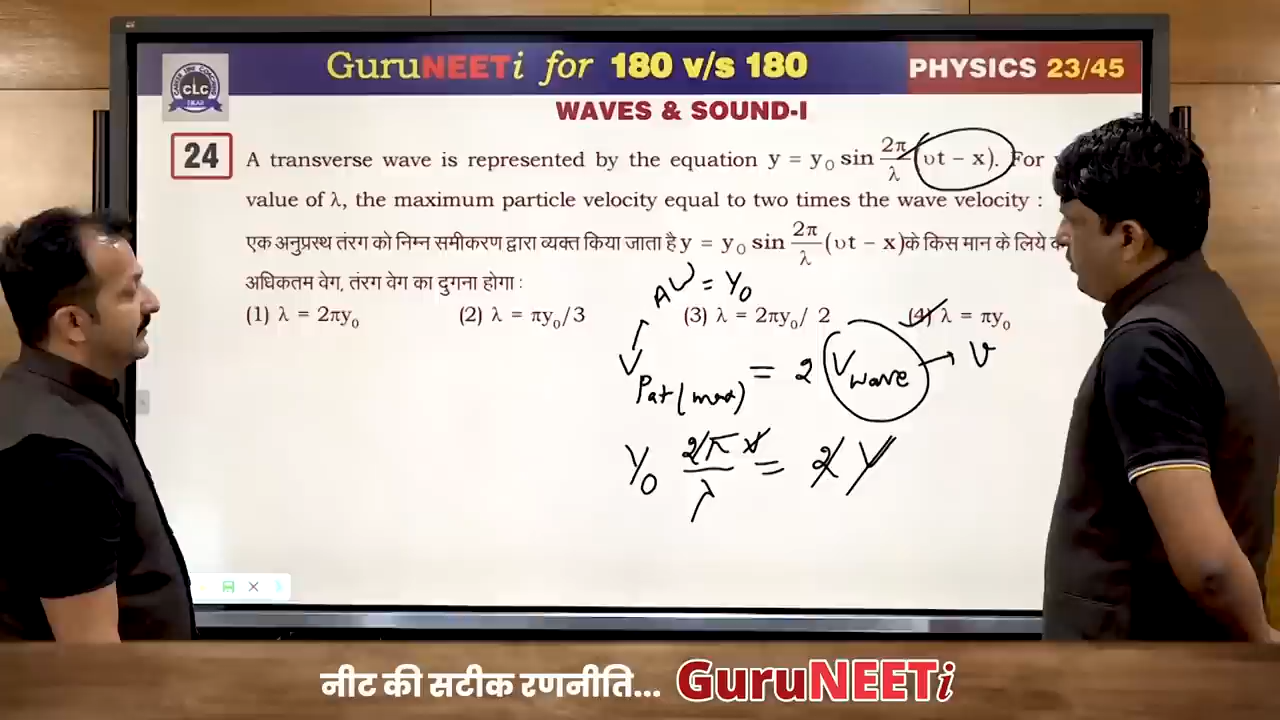 GuruNEETi for 180 v/s 180
PHYSICS 23/45
CLC
WAVES & SOUND-I
24 A transverse wave is represented by the equation y = y₀ sin 2π/λ (υt − x). For
value of λ, the maximum particle velocity equal to two times the wave velocity :
एक अनुप्रस्थ तंरग को निम्न समीकरण द्वारा व्यक्त किया जाता है y = y₀ sin 2π/λ (υt − x) के किस मान के लिये
अधिकतम वेग, तंरग वेग का दुगना होगा :
Aω = Y₀
(1) λ = 2πy₀ (2) λ = πy₀/3 (3) λ = 2πy₀/ 2 (4) λ = πy₀
V Pat(max) = 2 Vwave → v
Y₀ 2π/λ v = 2 V
नीट की सटीक रणनीति... GuruNEETi